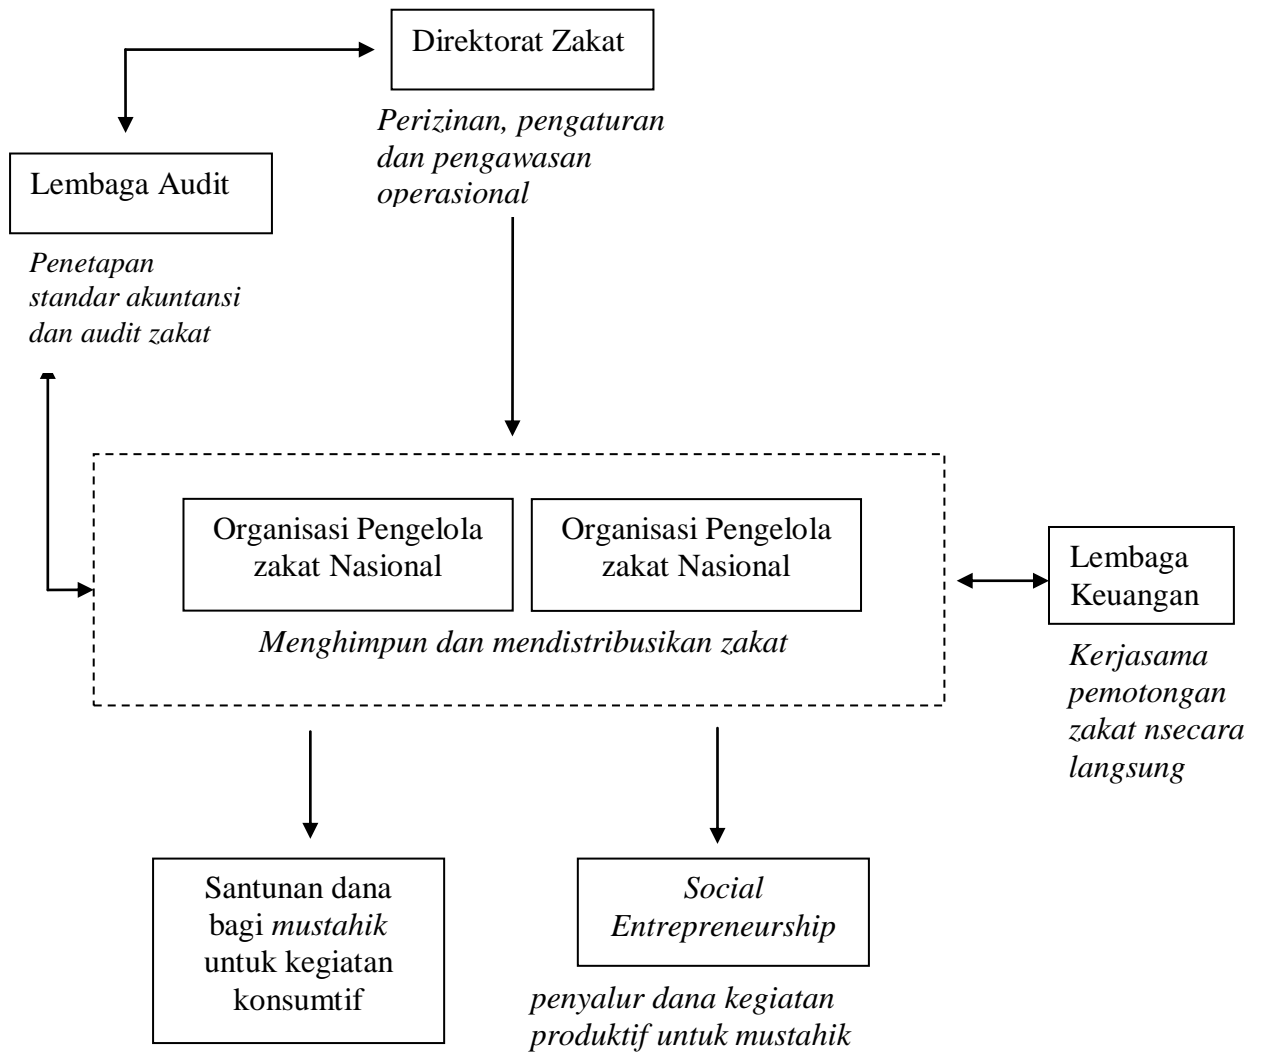 Direktorat Zakat
Perizinan, pengaturan
dan pengawasan
operasional
Lembaga Audit
Penetapan
standar akuntansi
dan audit zakat
Organisasi Pengelola
zakat Nasional
Organisasi Pengelola
zakat Nasional
Menghimpun dan mendistribusikan zakat
Lembaga
Keuangan
Kerjasama
pemotongan
zakat nsecara
langsung
Santunan dana
bagi mustahik
untuk kegiatan
konsumtif
Social
Entrepreneurship
penyalur dana kegiatan
produktif untuk mustahik